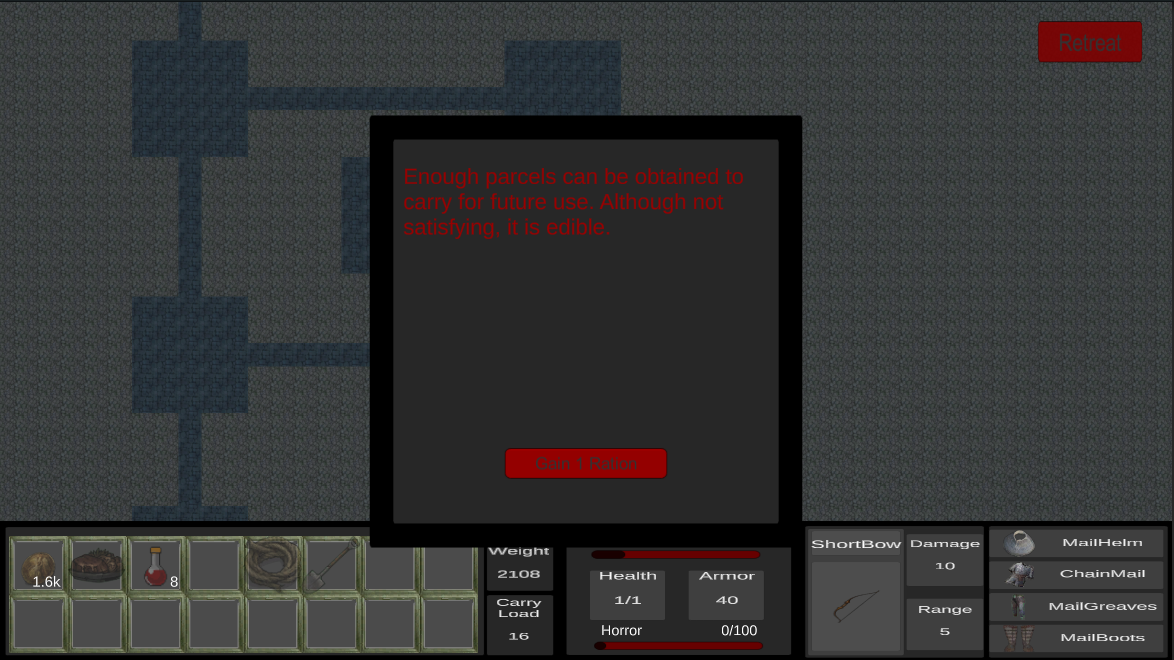 Retreat
Enough parcels can be obtained to
carry for future use. Although not
satisfying, it is edible.
Gain 1 Ration
1.6k
8
Weight
2108
Carry
Load
16
Health
1/1
Armor
40
Horror
0/100
ShortBow
Damage
10
Range
5
MailHelm
ChainMail
MailGreaves
MailBoots